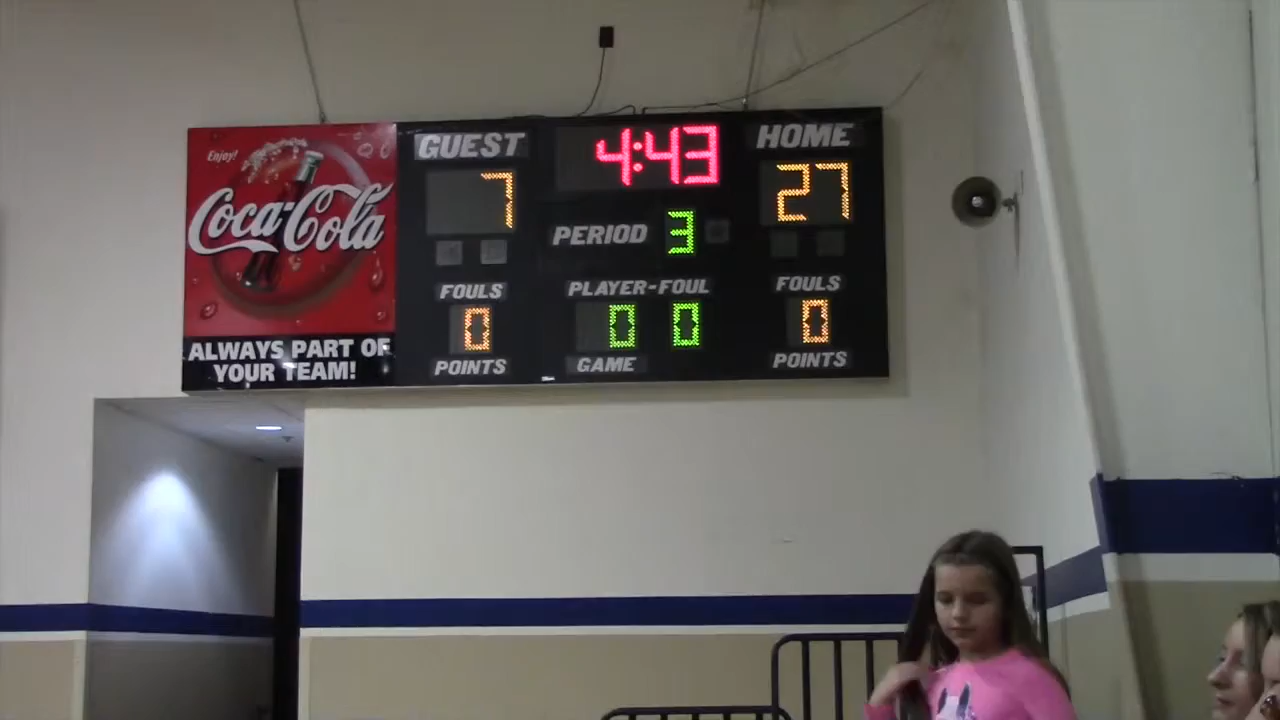 Enjoy!
Coca-Cola
ALWAYS PART OF
YOUR TEAM!
GUEST 4:43 HOME
7 27
PERIOD 3
FOULS PLAYER-FOUL FOULS
0 0 0 0
POINTS GAME POINTS